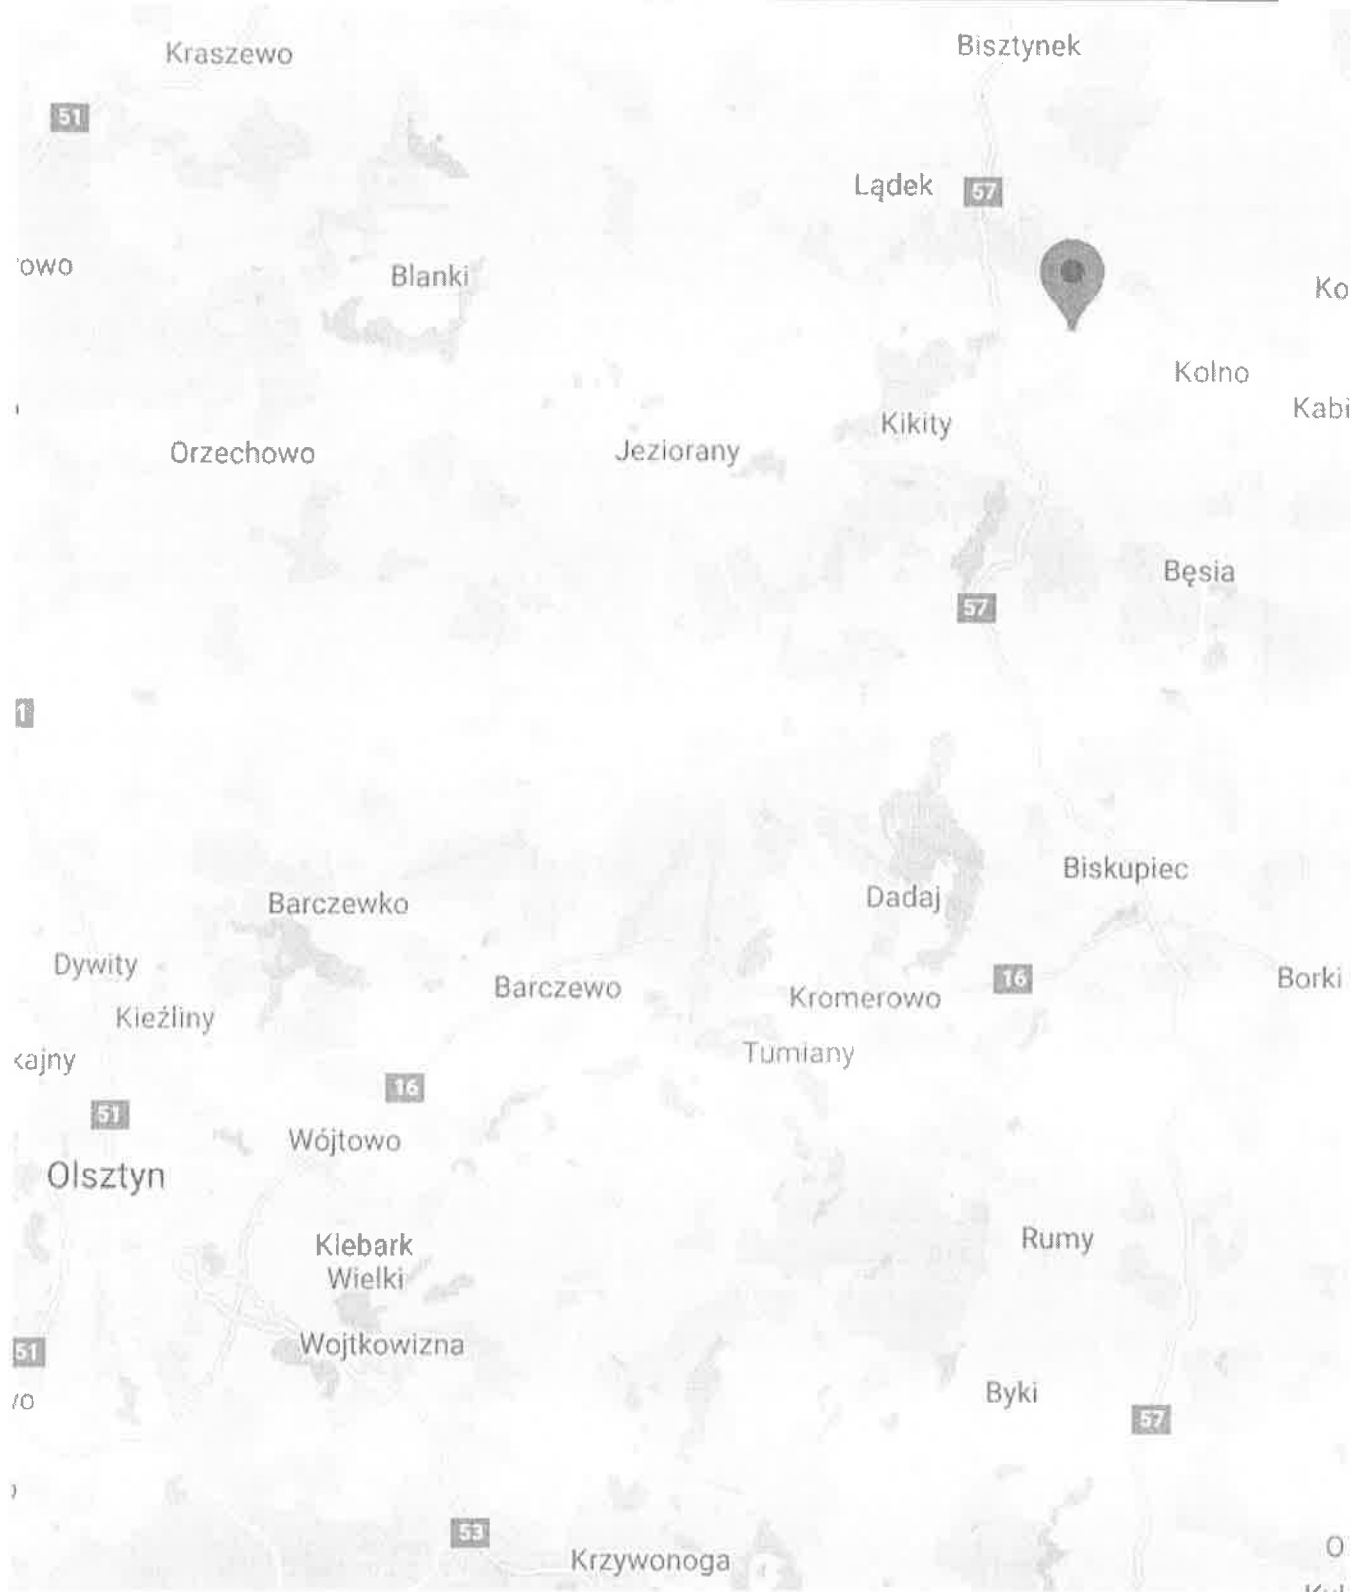 Kraszewo
Bisztynek
51
Lądek
57
owo
Blanki
Ko
Kolno
Kabi
Kikity
Orzechowo
Jeziorany
Bęsia
57
1
Biskupiec
Dadaj
Barczewko
Dywity
Barczewo
Kromerowo
16
Borki
Kieźliny
Tumiany
kajny
16
51
Wójtowo
Olsztyn
Rumy
Klebark
Wielki
Wojtkowizna
51
Byki
57
53
Krzywonoga
O